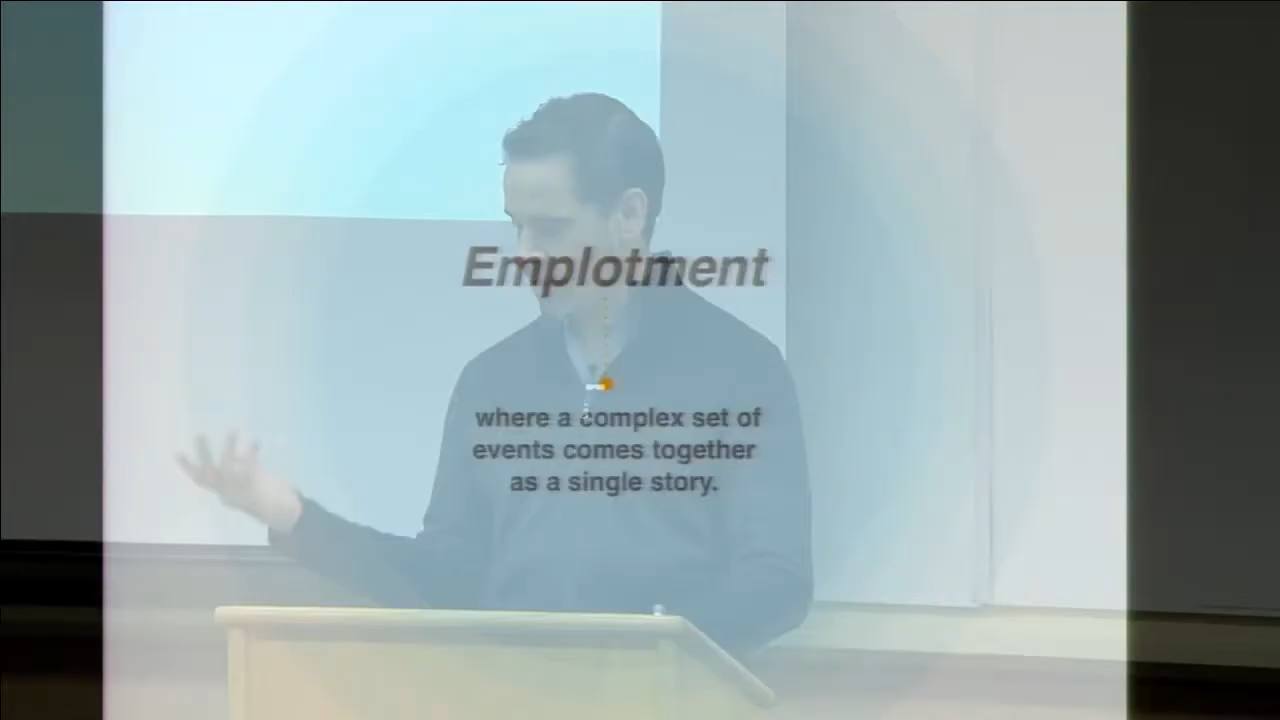 Emplotment
where a complex set of
events comes together
as a single story.